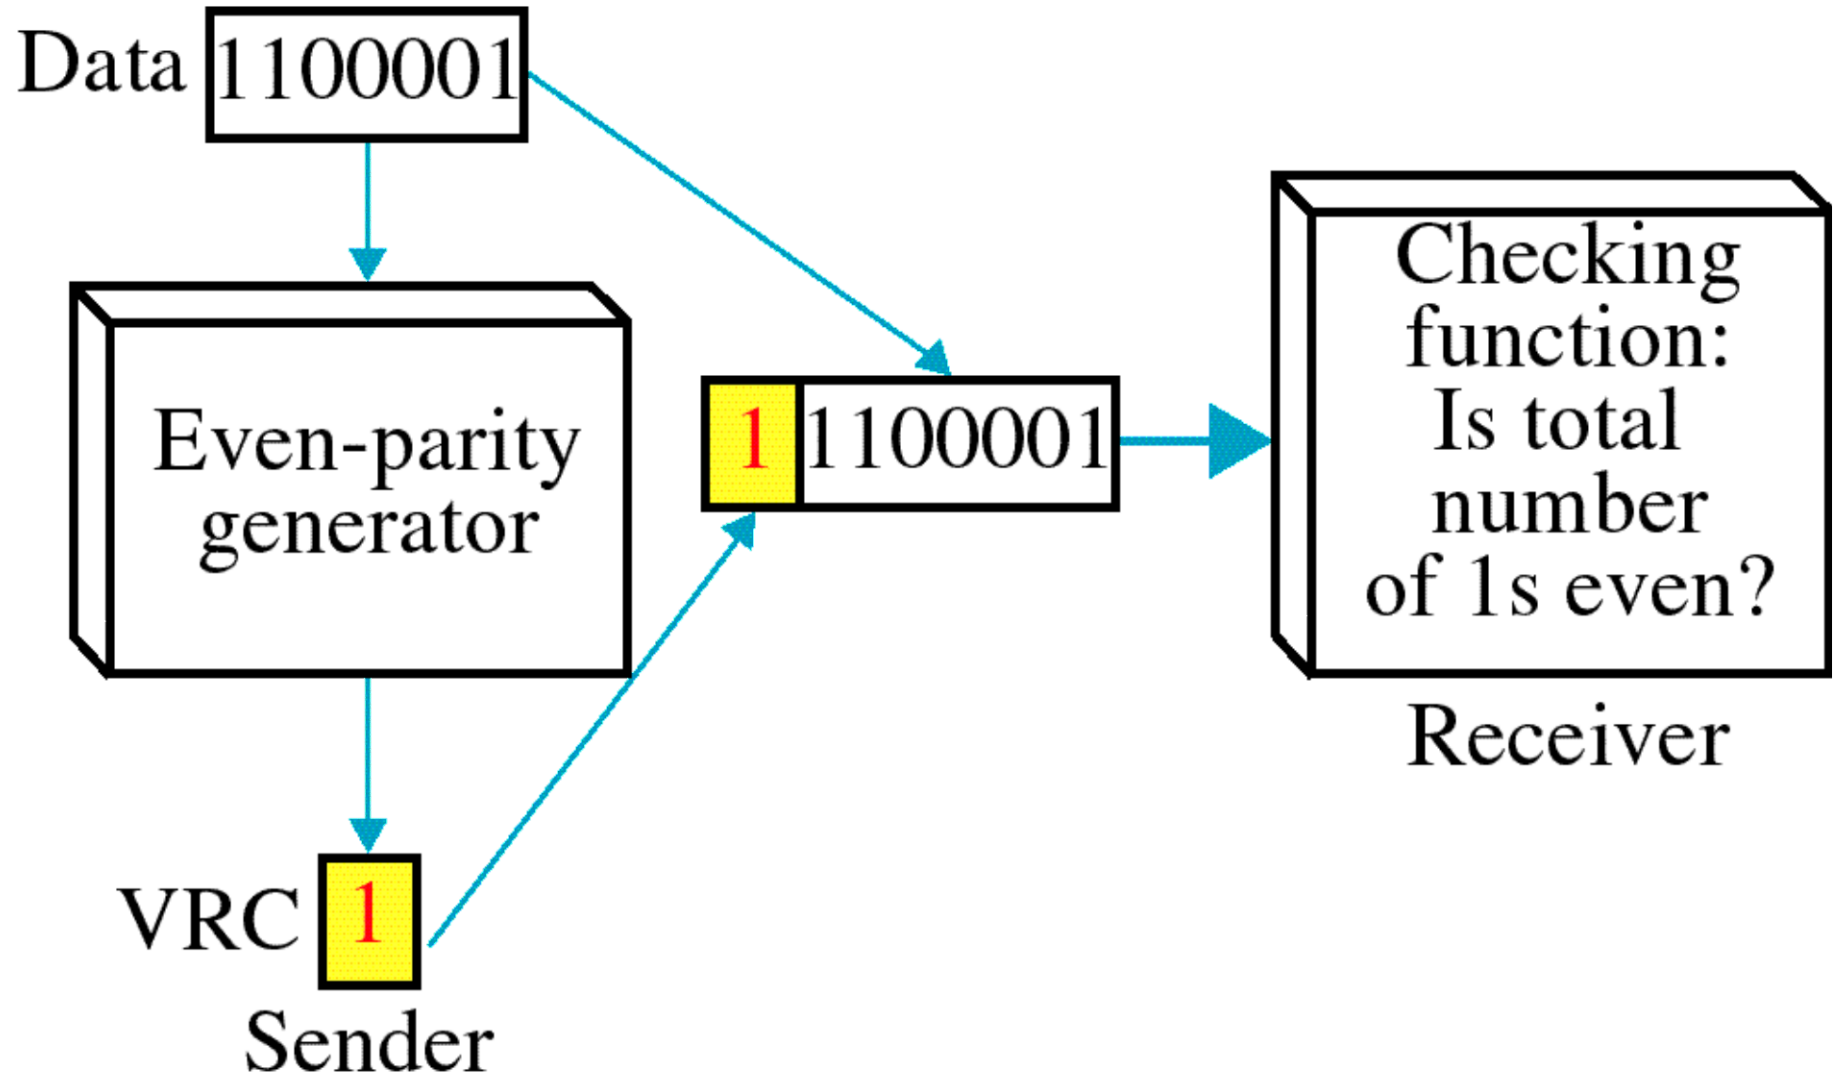 Data 1100001
Even-parity
generator
VRC 1
Sender
1 1100001
Checking
function:
Is total
number
of 1s even?
Receiver